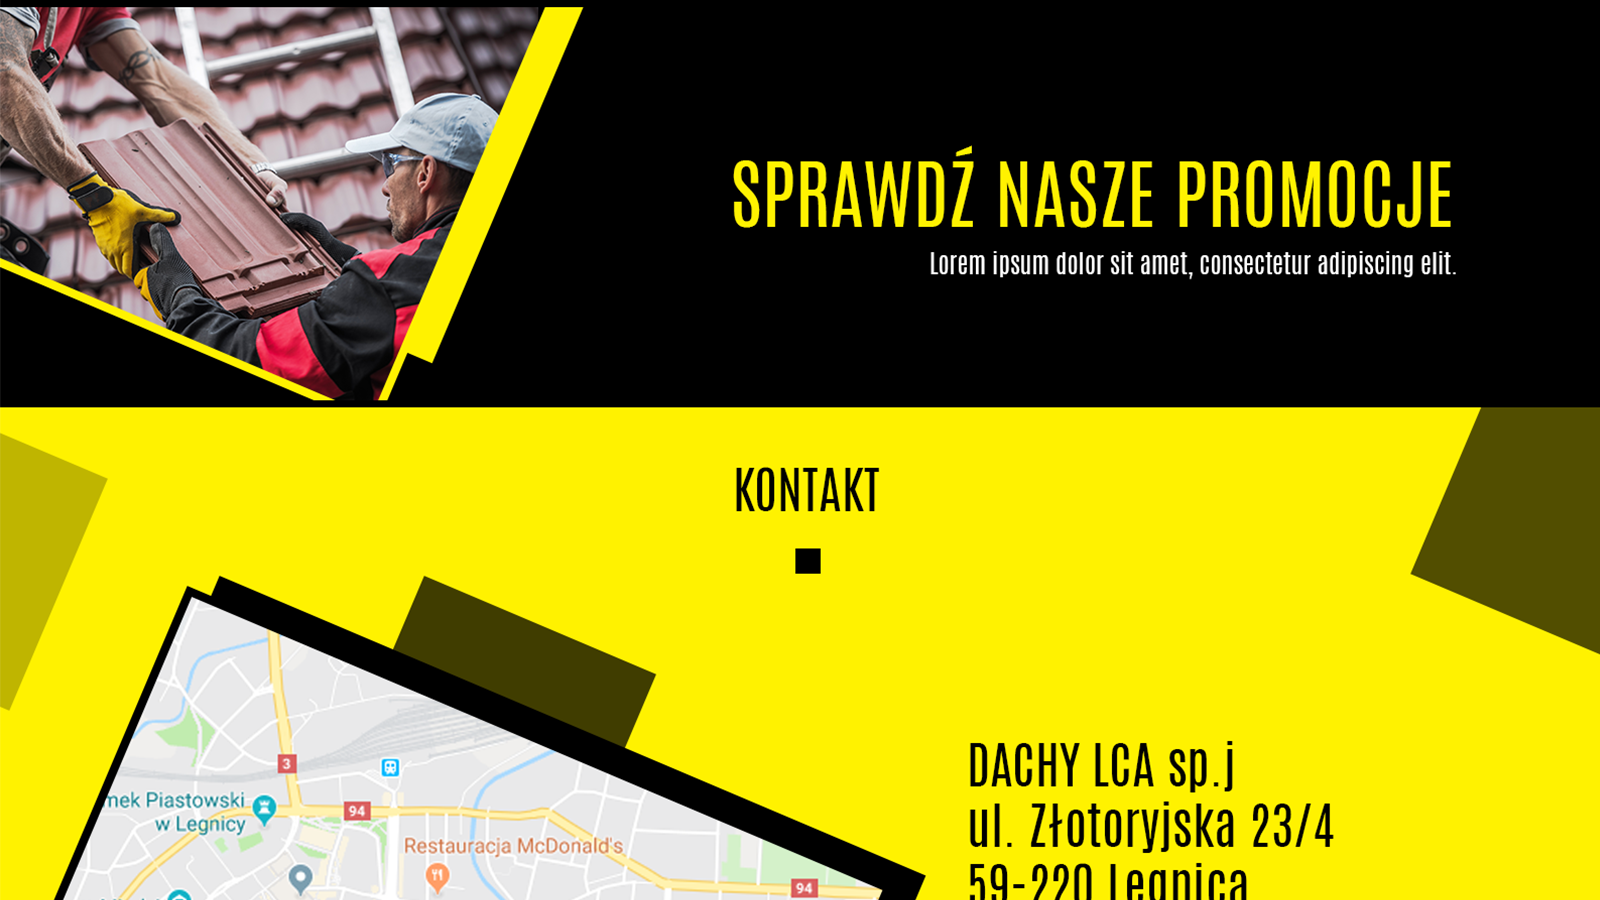 SPRAWDŹ NASZE PROMOCJE
Lorem ipsum dolor sit amet, consectetur adipiscing elit.
KONTAKT
3
mek Piastowski
w Legnicy
94
Restauracja McDonald's
94
DACHY LCA sp.j
ul. Złotoryjska 23/4
59-220 Legnica